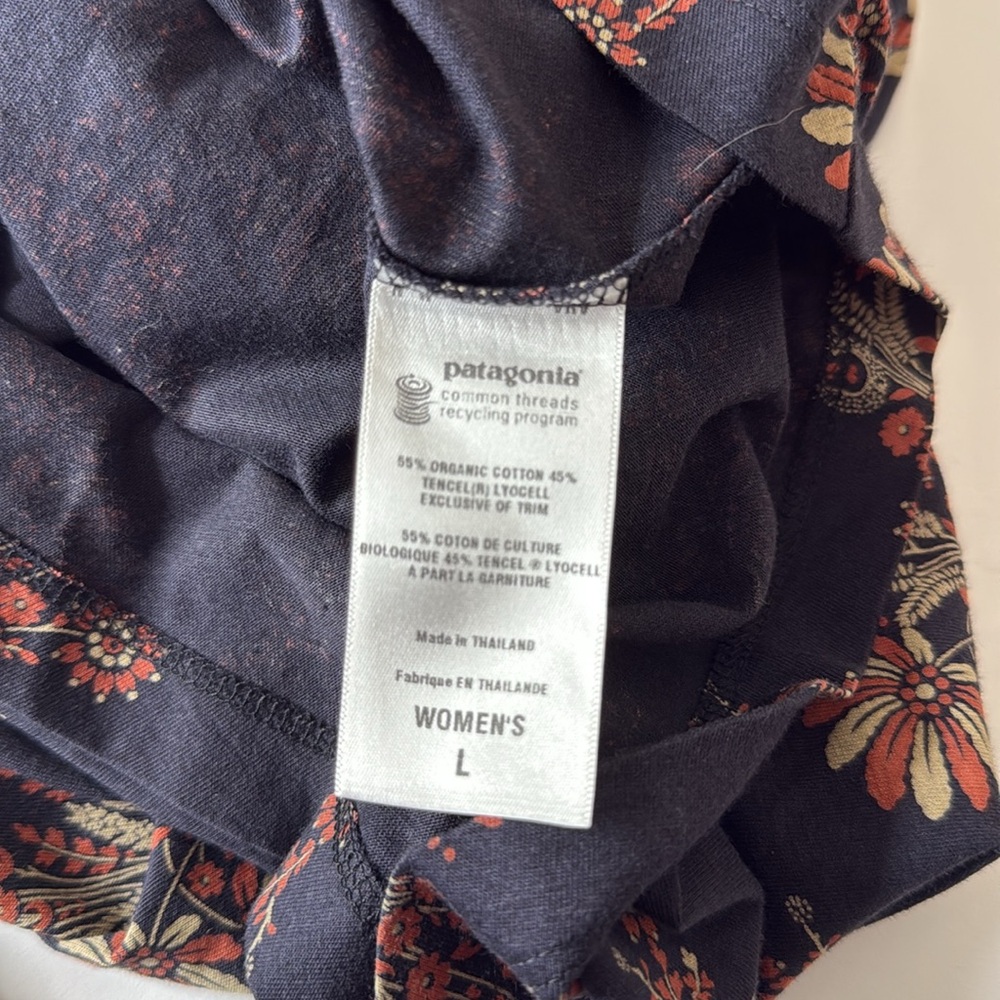 patagonia®
common threads
recycling program
55% ORGANIC COTTON 45%
TENCEL(R) LYOCELL
EXCLUSIVE OF TRIM
55% COTON DE CULTURE
BIOLOGIQUE 45% TENCEL ® LYOCELL
A PART LA GARNITURE
Made in THAILAND
Fabrique EN THAILANDE
WOMEN'S
L